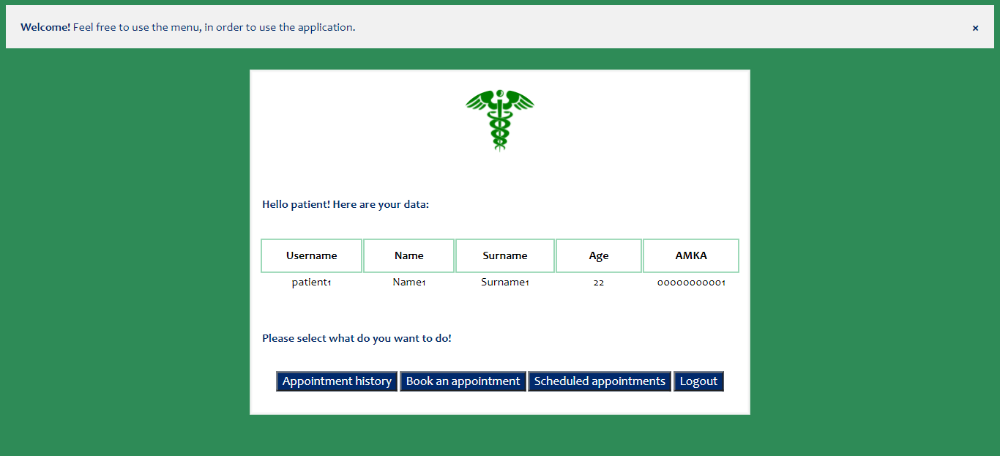 Welcome! Feel free to use the menu, in order to use the application. ×
Hello patient! Here are your data:
Username Name Surname Age AMKA
patient1 Name1 Surname1 22 00000000001
Please select what do you want to do!
Appointment history Book an appointment Scheduled appointments Logout